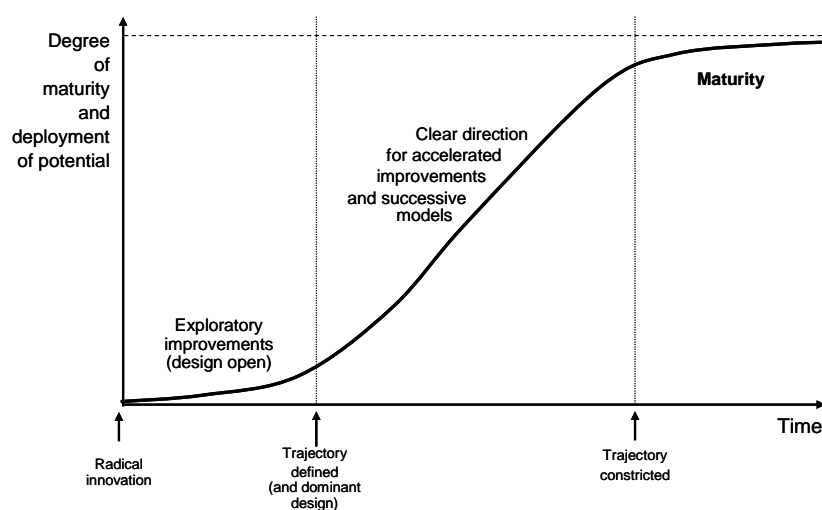 Degree
of
maturity
and
deployment
of potential
Maturity
Clear direction
for accelerated
improvements
and successive
models
Exploratory
improvements
(design open)
Time
Radical
innovation
Trajectory
defined
(and dominant
design)
Trajectory
constricted